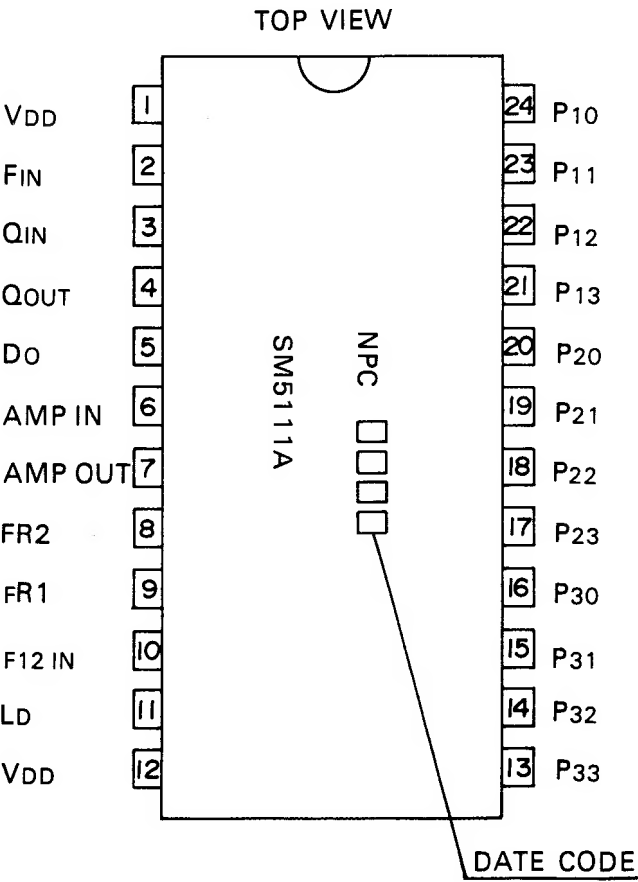 TOP VIEW
VDD 1 24 P10
FIN 2 23 P11
QIN 3 22 P12
QOUT 4 21 P13
DO 5 20 P20
AMP IN 6 19 P21
AMP OUT 7 18 P22
FR2 8 17 P23
FR1 9 16 P30
F12 IN 10 15 P31
LD 11 14 P32
VDD 12 13 P33
NPC
SM5111A
DATE CODE